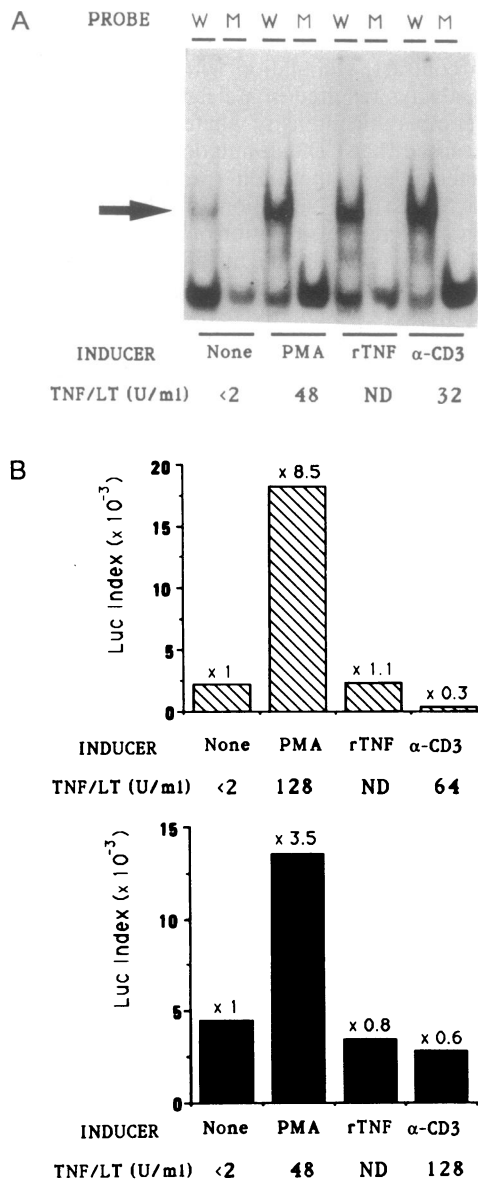 A
PROBE W M W M W M W M
INDUCER None PMA rTNF α-CD3
TNF/LT (U/ml) <2 48 ND 32
B
Luc Index (x 10⁻³)
20
15
10
5
0
x 1 x 8.5 x 1.1 x 0.3
INDUCER None PMA rTNF α-CD3
TNF/LT (U/ml) <2 128 ND 64
Luc Index (x 10⁻³)
15
10
5
0
x 1 x 3.5 x 0.8 x 0.6
INDUCER None PMA rTNF α-CD3
TNF/LT (U/ml) <2 48 ND 128